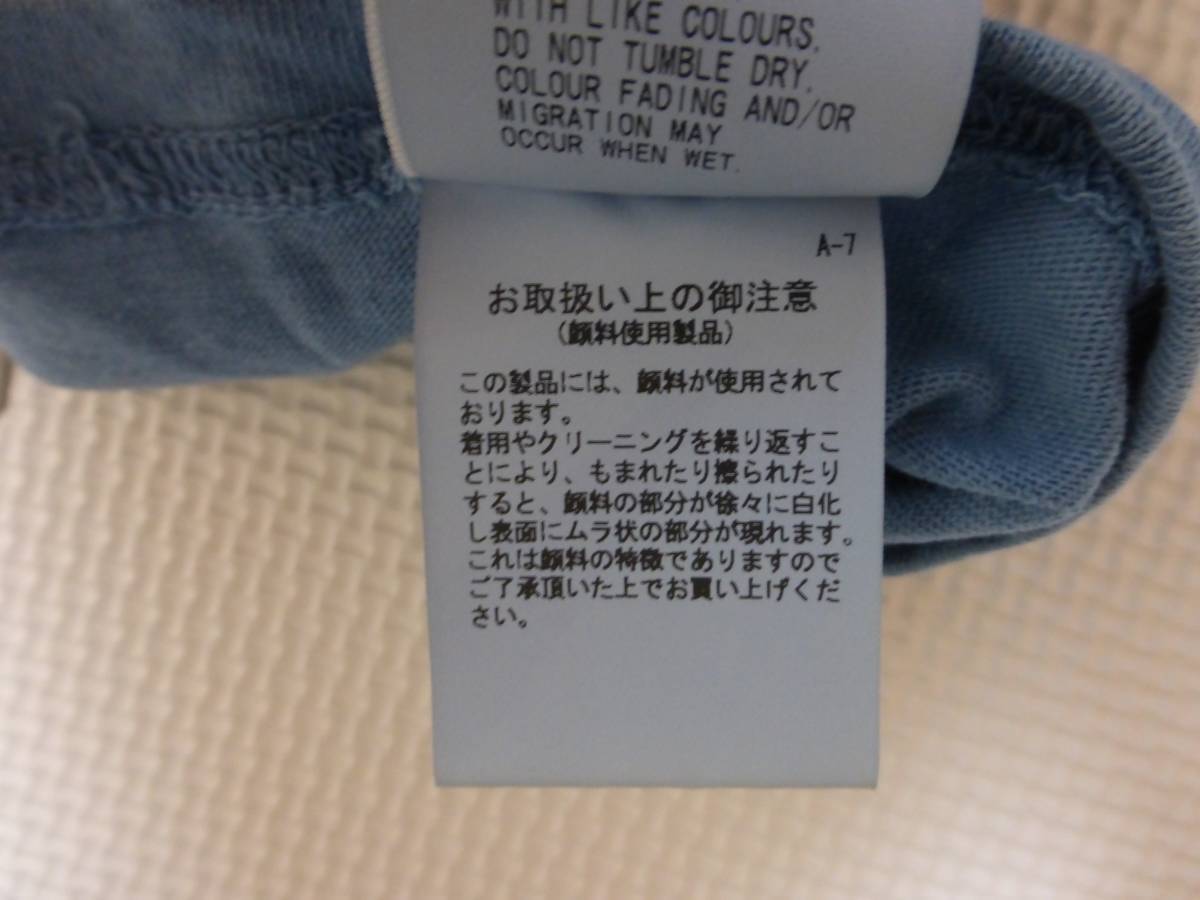 WITH LIKE COLOURS.
DO NOT TUMBLE DRY.
COLOUR FADING AND/OR
MIGRATION MAY
OCCUR WHEN WET.
A-7
お取扱い上の御注意
(顔料使用製品)
この製品には、顔料が使用されて
おります。
着用やクリーニングを繰り返すこ
とにより、もまれたり擦られたり
すると、顔料の部分が徐々に白化
し表面にムラ状の部分が現れます。
これは顔料の特徴でありますので
ご了承頂いた上でお買い上げくだ
さい。